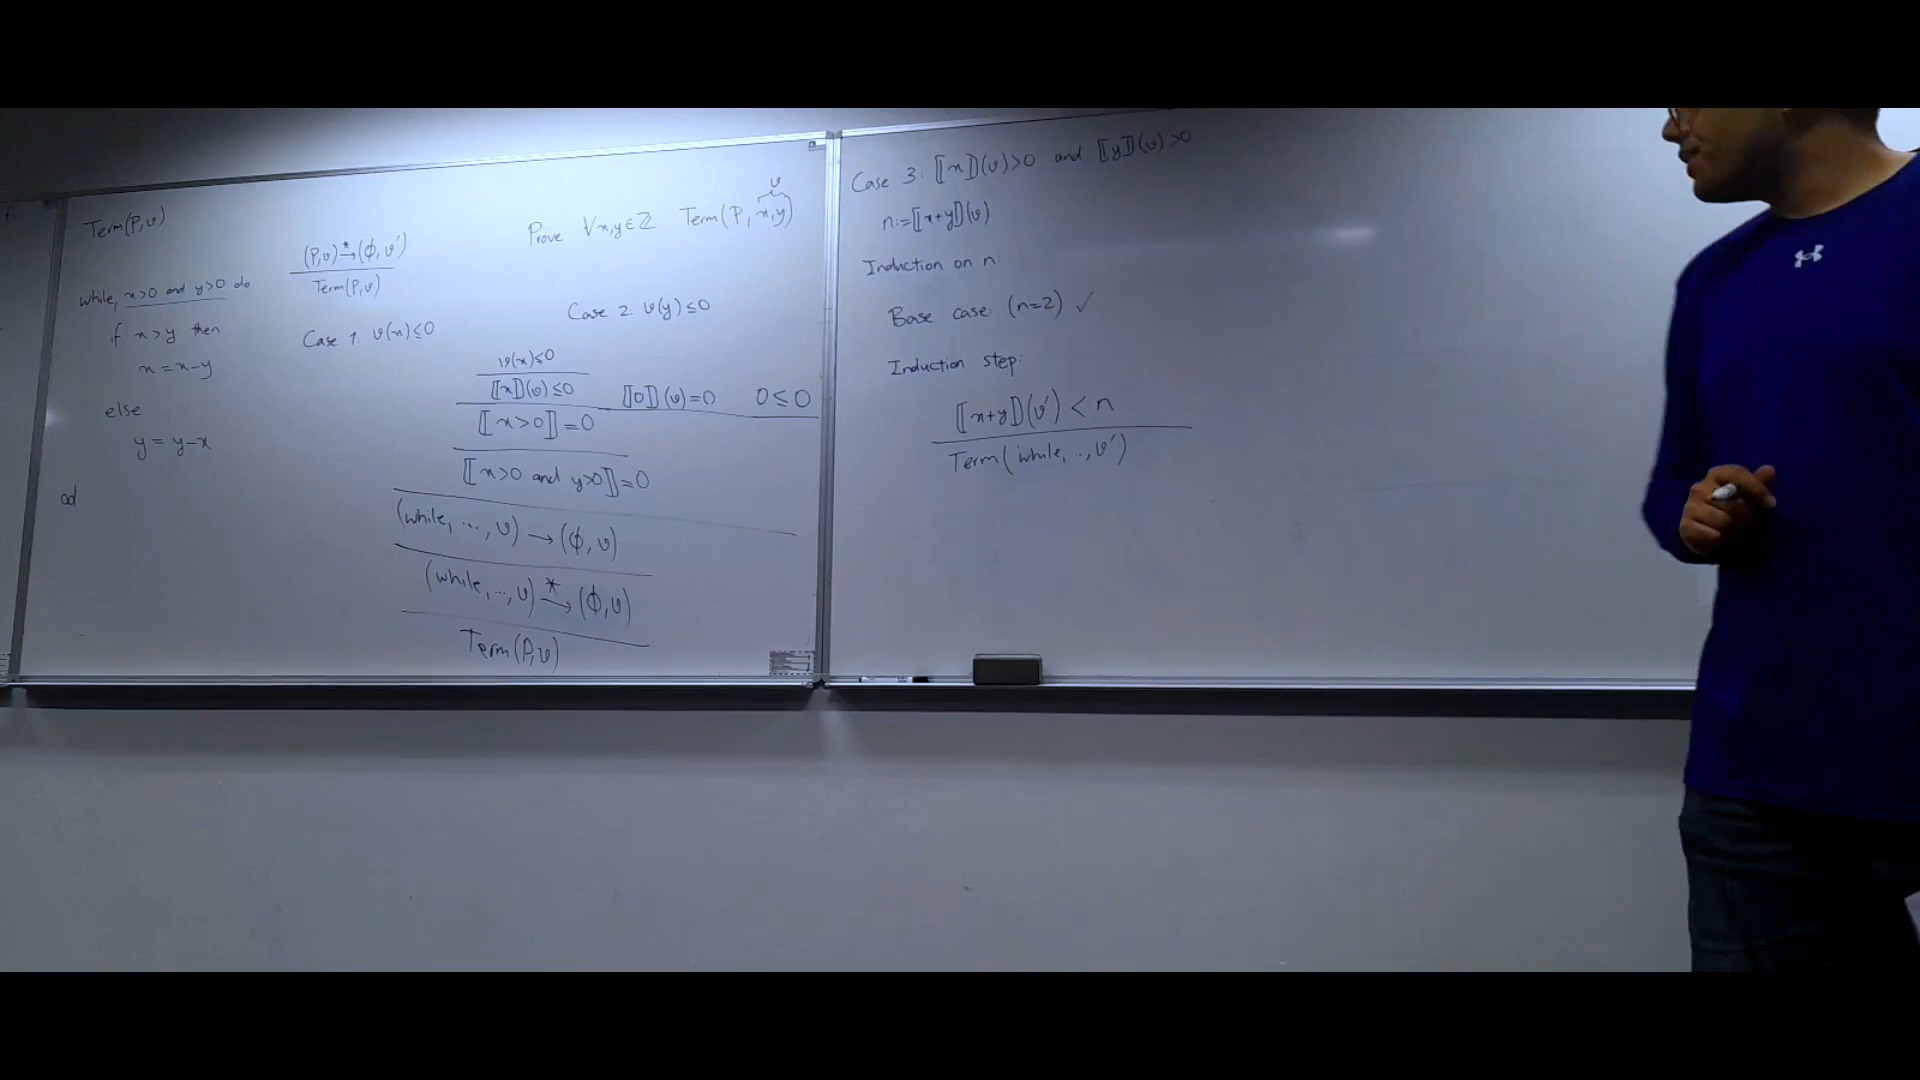 Term(P,υ)
while, x>0 and y>0 do
if x>y then
x = x-y
else
y = y-x
od
(P,υ) →* (ϕ,υ')
Term(P,υ)
Prove ∀x,y∈ℤ Term(P, x,y)
υ
Case 1: υ(x)≤0
Case 2: υ(y)≤0
υ(x)≤0
⟦x⟧(υ)≤0 ⟦0⟧(υ)=0 0≤0
⟦x>0⟧=0
⟦x>0 and y>0⟧=0
(while, ..., υ) → (ϕ,υ)
(while, .., υ) →* (ϕ,υ)
Term(P,υ)
Case 3: ⟦x⟧(υ)>0 and ⟦y⟧(υ)>0
n:=⟦x+y⟧(υ)
Induction on n:
Base case: (n=2) ✓
Induction step:
⟦x+y⟧(υ') < n
Term(while, .., υ')